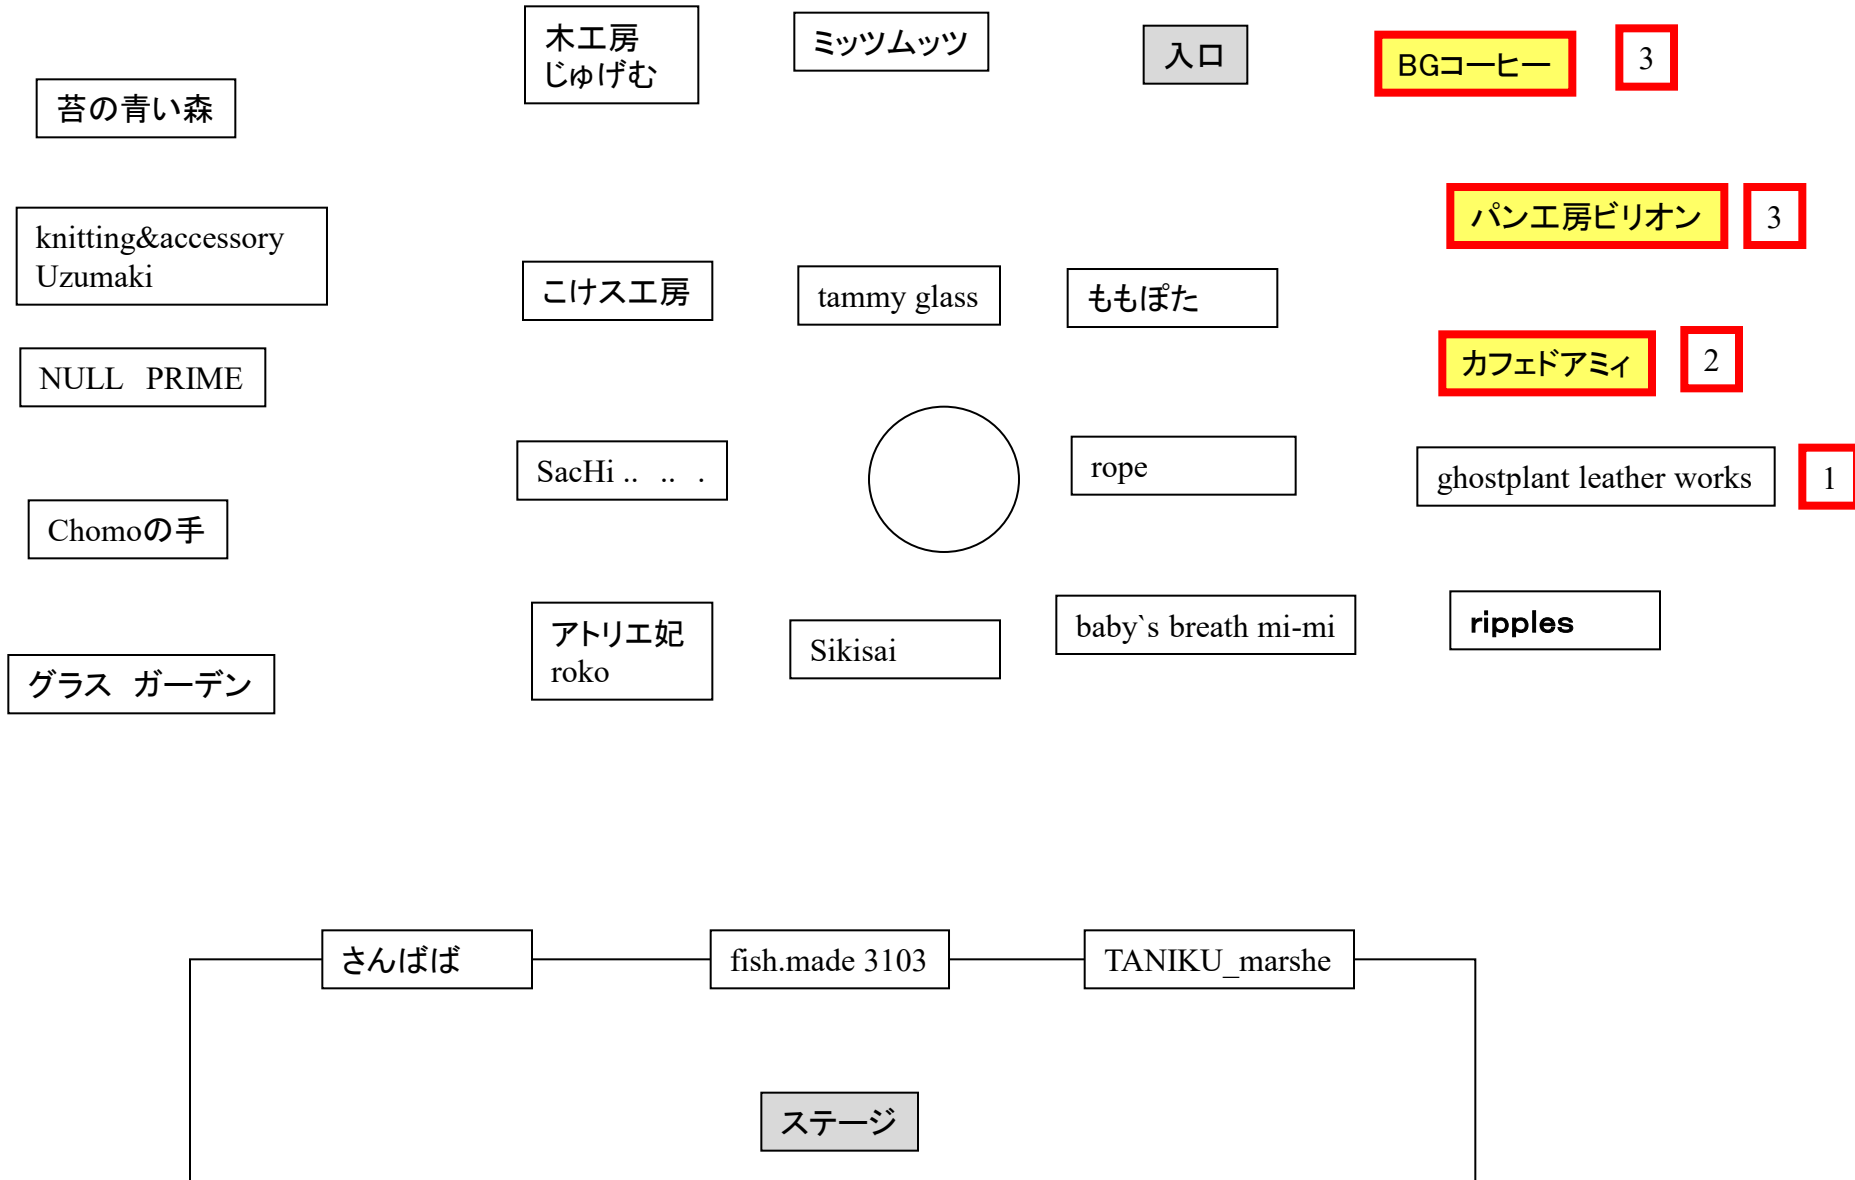 木工房
じゅげむ
ミッツムッツ
入口
BGコーヒー
3
苔の青い森
パン工房ビリオン
3
knitting&accessory
Uzumaki
こけス工房
tammy glass
ももぽた
カフェドアミィ
2
NULL　PRIME
SacHi ..  ..  .
rope
ghostplant leather works
1
Chomoの手
アトリエ妃
roko
Sikisai
baby`s breath mi-mi
ripples
グラス　ガーデン
さんばば
fish.made 3103
TANIKU_marshe
ステージ